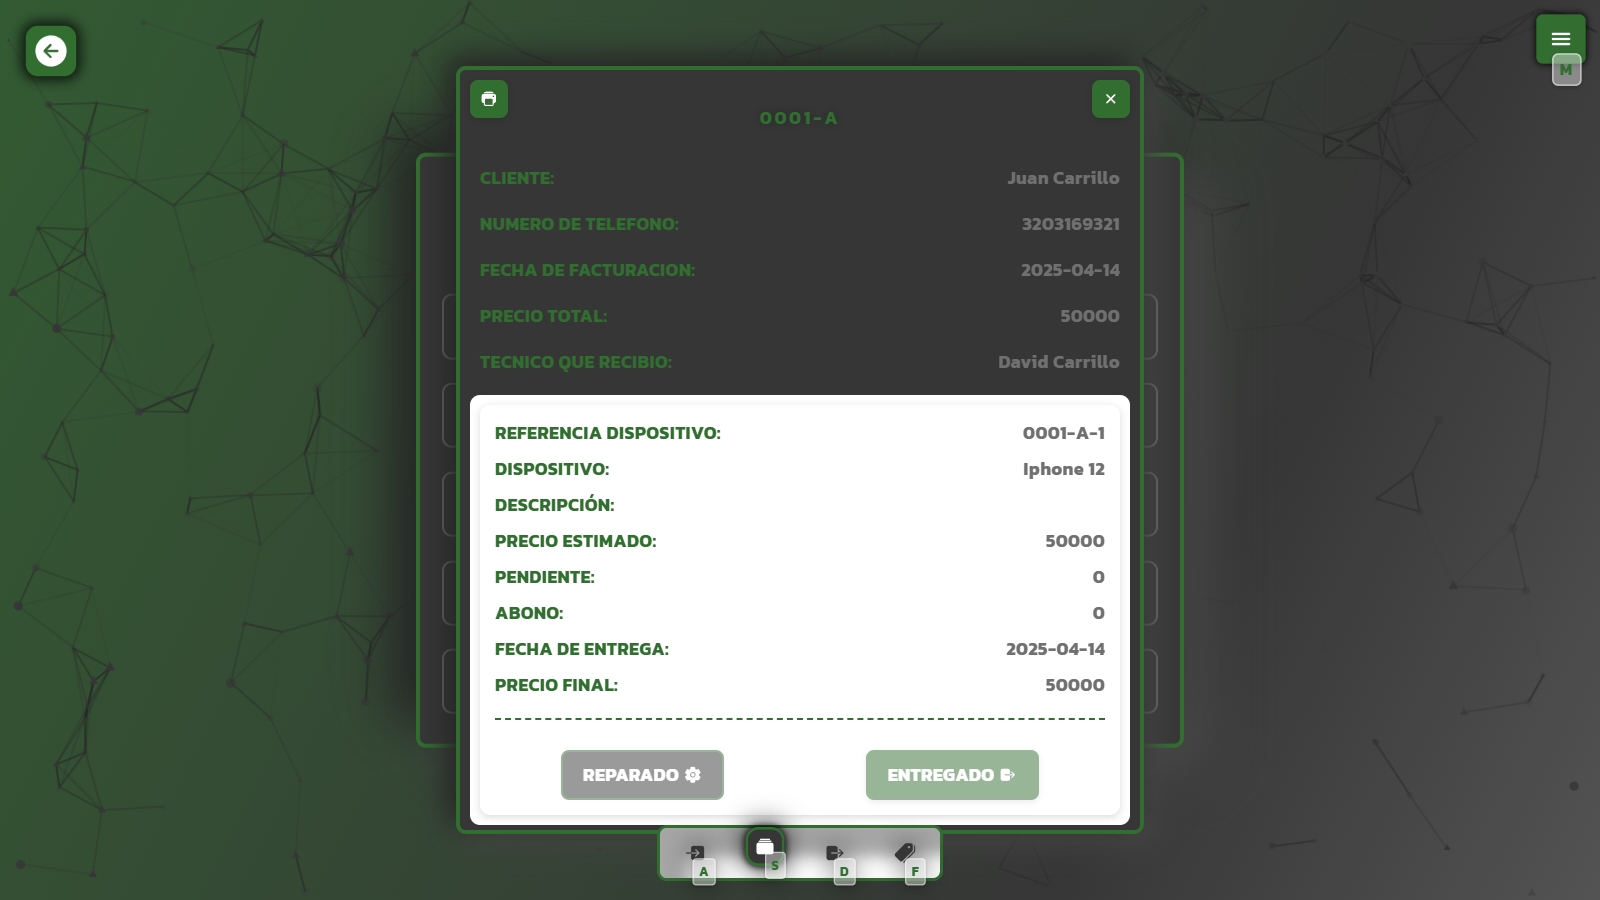 M
0001-A
CLIENTE: Juan Carrillo
NUMERO DE TELEFONO: 3203169321
FECHA DE FACTURACION: 2025-04-14
PRECIO TOTAL: 50000
TECNICO QUE RECIBIO: David Carrillo
REFERENCIA DISPOSITIVO: 0001-A-1
DISPOSITIVO: Iphone 12
DESCRIPCIÓN:
PRECIO ESTIMADO: 50000
PENDIENTE: 0
ABONO: 0
FECHA DE ENTREGA: 2025-04-14
PRECIO FINAL: 50000
REPARADO ENTREGADO
A S D F